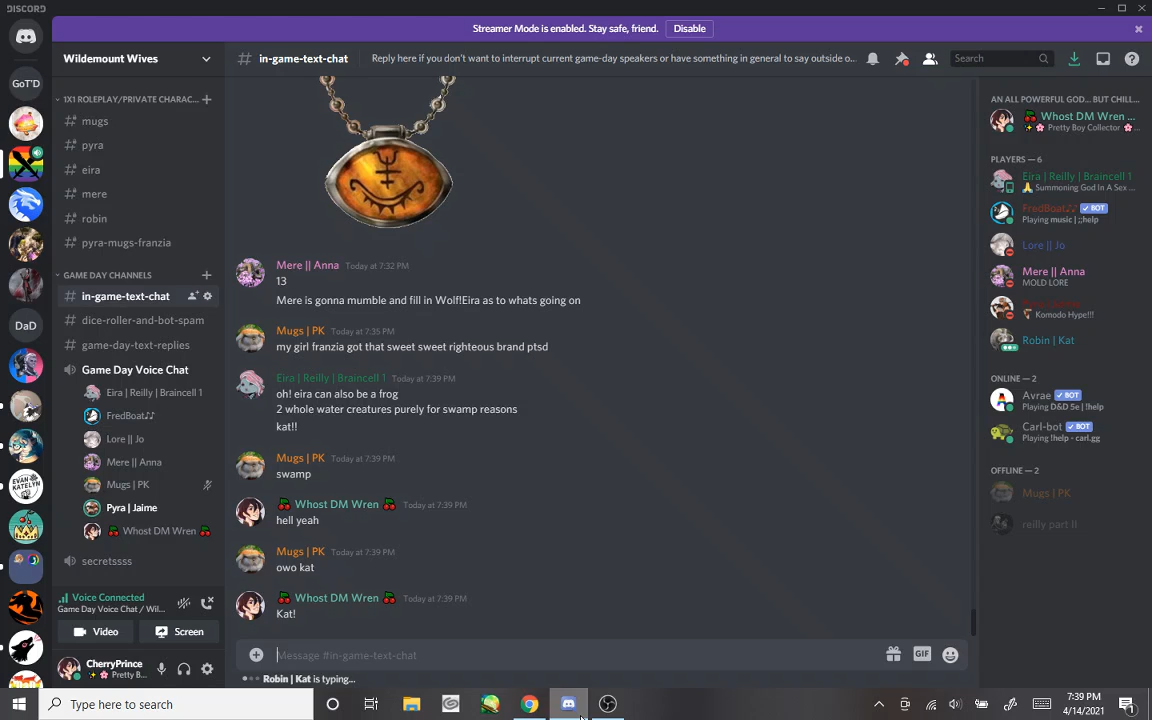 DISCORD
Streamer Mode is enabled. Stay safe, friend.
Disable
Wildemount Wives
in-game-text-chat
Reply here if you don't want to interrupt current game-day speakers or have something in general to say outside o...
Search
GoT'D
DaD
EVAN KATELYN
1X1 ROLEPLAY/PRIVATE CHARAC...
mugs
pyra
eira
mere
robin
pyra-mugs-franzia
GAME DAY CHANNELS
in-game-text-chat
dice-roller-and-bot-spam
game-day-text-replies
Game Day Voice Chat
Eira | Reilly | Braincell 1
FredBoat♪♪
Lore || Jo
Mere || Anna
Mugs | PK
Pyra | Jaime
🍒 Whost DM Wren 🍒
secretssss
Voice Connected
Game Day Voice Chat / Wil...
Video
Screen
CherryPrince
✨ 🌸 Pretty B...
Mere || Anna Today at 7:32 PM
13
Mere is gonna mumble and fill in Wolf!Eira as to whats going on
Mugs | PK Today at 7:35 PM
my girl franzia got that sweet sweet righteous brand ptsd
Eira | Reilly | Braincell 1 Today at 7:39 PM
oh! eira can also be a frog
2 whole water creatures purely for swamp reasons
kat!!
Mugs | PK Today at 7:39 PM
swamp
🍒 Whost DM Wren 🍒 Today at 7:39 PM
hell yeah
Mugs | PK Today at 7:39 PM
owo kat
🍒 Whost DM Wren 🍒 Today at 7:39 PM
Kat!
Message #in-game-text-chat
GIF
Robin | Kat is typing...
AN ALL POWERFUL GOD... BUT CHILL...
🍒 Whost DM Wren ...
✨ 🌸 Pretty Boy Collector 🌸 ...
PLAYERS — 6
Eira | Reilly | Braincell 1
🙏 Summoning God In A Sex ...
FredBoat♪♪ ✓ BOT
Playing music | ;;help
Lore || Jo
Mere || Anna
MOLD LORE
Komodo Hype!!!
Robin | Kat
ONLINE — 2
Avrae ✓ BOT
Playing D&D 5e | !help
Carl-bot ✓ BOT
Playing !help - carl.gg
OFFLINE — 2
Mugs | PK
reilly part II
Type here to search
7:39 PM
4/14/2021
1